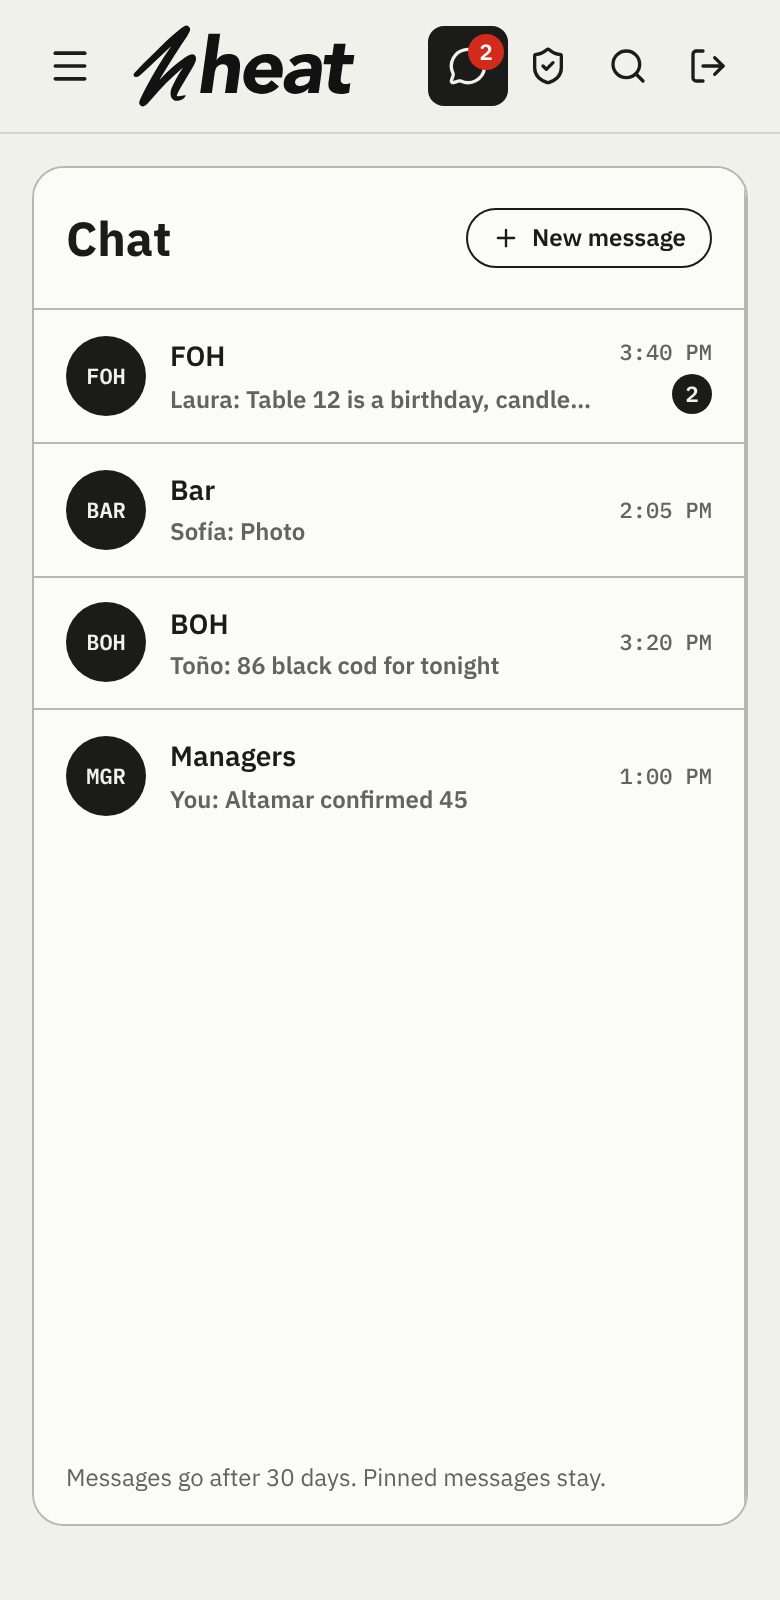 heat
2
Chat
New message
FOH
FOH
3:40 PM
Laura: Table 12 is a birthday, candle...
2
BAR
Bar
2:05 PM
Sofía: Photo
BOH
BOH
3:20 PM
Toño: 86 black cod for tonight
MGR
Managers
1:00 PM
You: Altamar confirmed 45
Messages go after 30 days. Pinned messages stay.